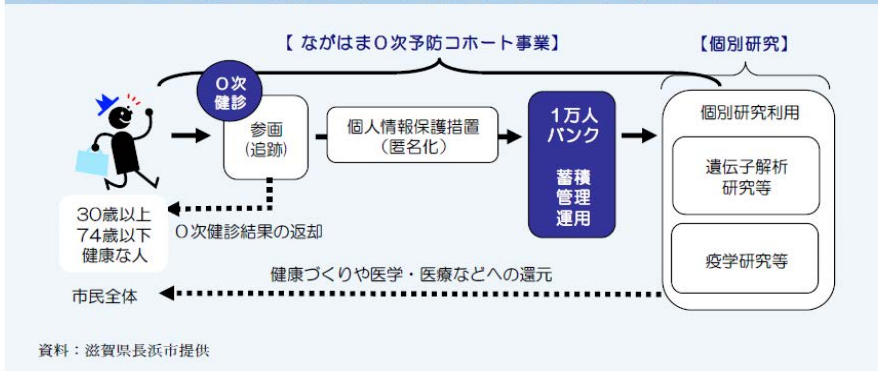 【ながはま0次予防コホート事業】
【個別研究】
0次
健診
参画
(追跡)
個人情報保護措置
(匿名化)
1万人
バンク
蓄積
管理
運用
個別研究利用
遺伝子解析
研究等
疫学研究等
30歳以上
74歳以下
健康な人
0次健診結果の返却
健康づくりや医学・医療などへの還元
市民全体
資料：滋賀県長浜市提供